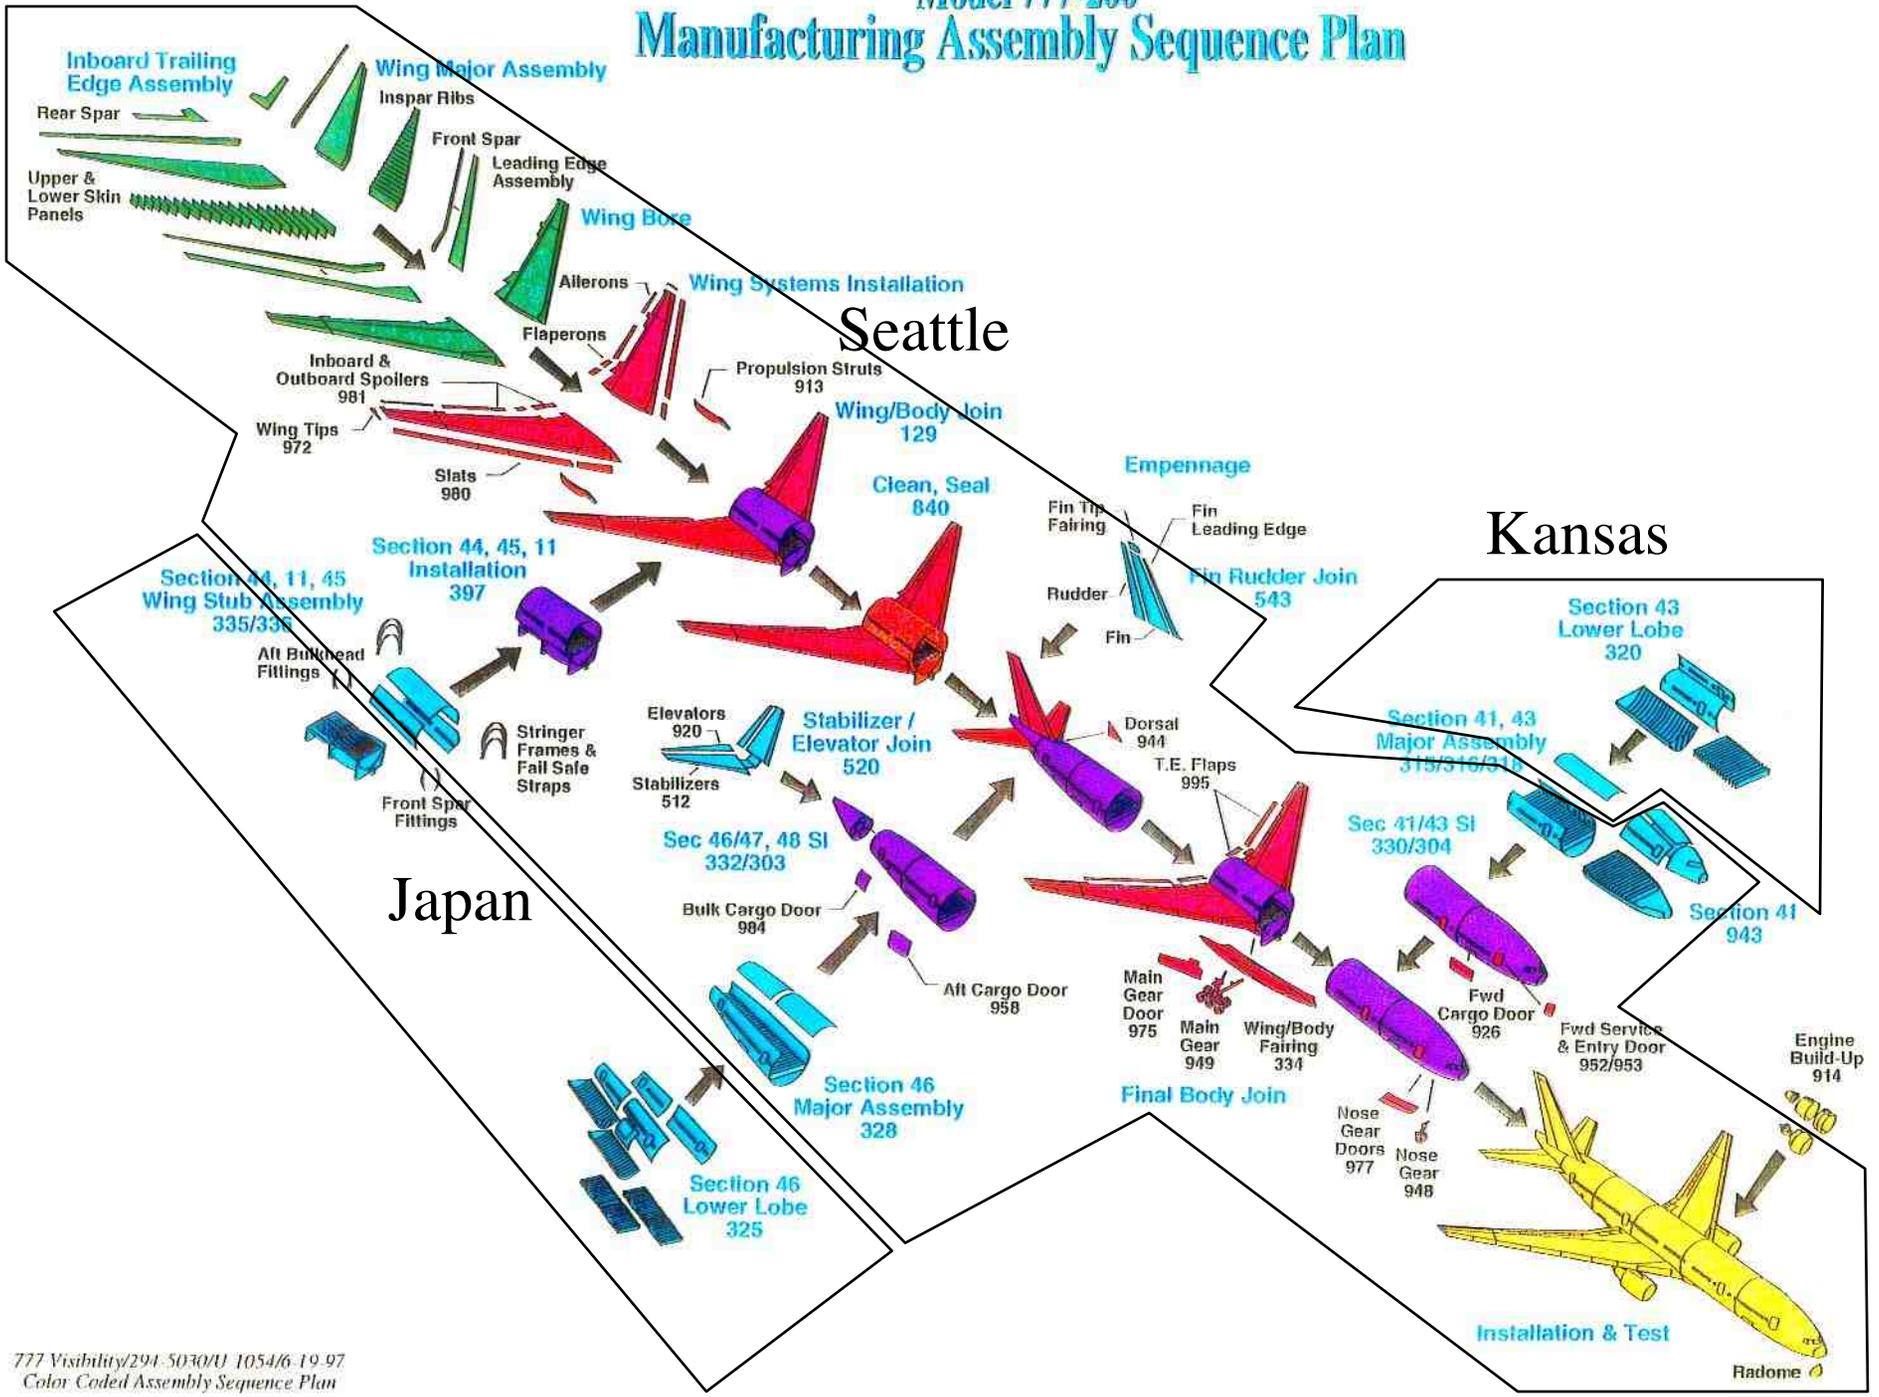 Model 777-200
Manufacturing Assembly Sequence Plan
Inboard Trailing
Edge Assembly
Rear Spar
Upper &
Lower Skin
Panels
Wing Major Assembly
Inspar Ribs
Front Spar
Leading Edge
Assembly
Wing Bore
Ailerons
Wing Systems Installation
Flaperons
Seattle
Inboard &
Outboard Spoilers
981
Propulsion Struts
913
Wing Tips
972
Slats
980
Wing/Body Join
129
Clean, Seal
840
Empennage
Fin Tip
Fairing
Fin
Leading Edge
Rudder
Fin Rudder Join
543
Fin
Kansas
Section 43
Lower Lobe
320
Section 44, 45, 11
Installation
397
Section 44, 11, 45
Wing Stub Assembly
335/336
Aft Bulkhead
Fittings
Stringer
Frames &
Fail Safe
Straps
Front Spar
Fittings
Elevators
920
Stabilizers
512
Stabilizer /
Elevator Join
520
Dorsal
944
T.E. Flaps
995
Section 41, 43
Major Assembly
315/316/318
Sec 41/43 SI
330/304
Section 41
943
Sec 46/47, 48 SI
332/303
Japan
Bulk Cargo Door
984
Aft Cargo Door
958
Main
Gear
Door
975
Main
Gear
949
Wing/Body
Fairing
334
Fwd
Cargo Door
926
Fwd Service
& Entry Door
952/953
Engine
Build-Up
914
Section 46
Major Assembly
328
Final Body Join
Nose
Gear
Doors
977
Nose
Gear
948
Section 46
Lower Lobe
325
Installation & Test
Radome
777 Visibility/294-5030/U 1054/6-19-97
Color Coded Assembly Sequence Plan